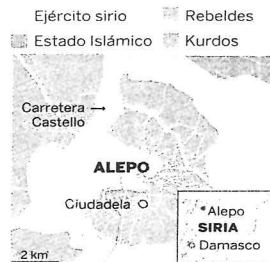 Ejército sirio
Rebeldes
Estado Islámico
Kurdos
Carretera
Castello
ALEPO
Ciudadela
2 km
Alepo
SIRIA
Damasco